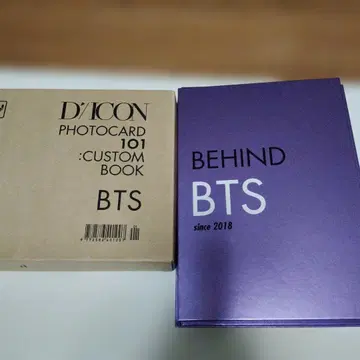 D/ICON
PHOTOCARD
101
:CUSTOM
BOOK
BTS
BEHIND
BTS
since 2018